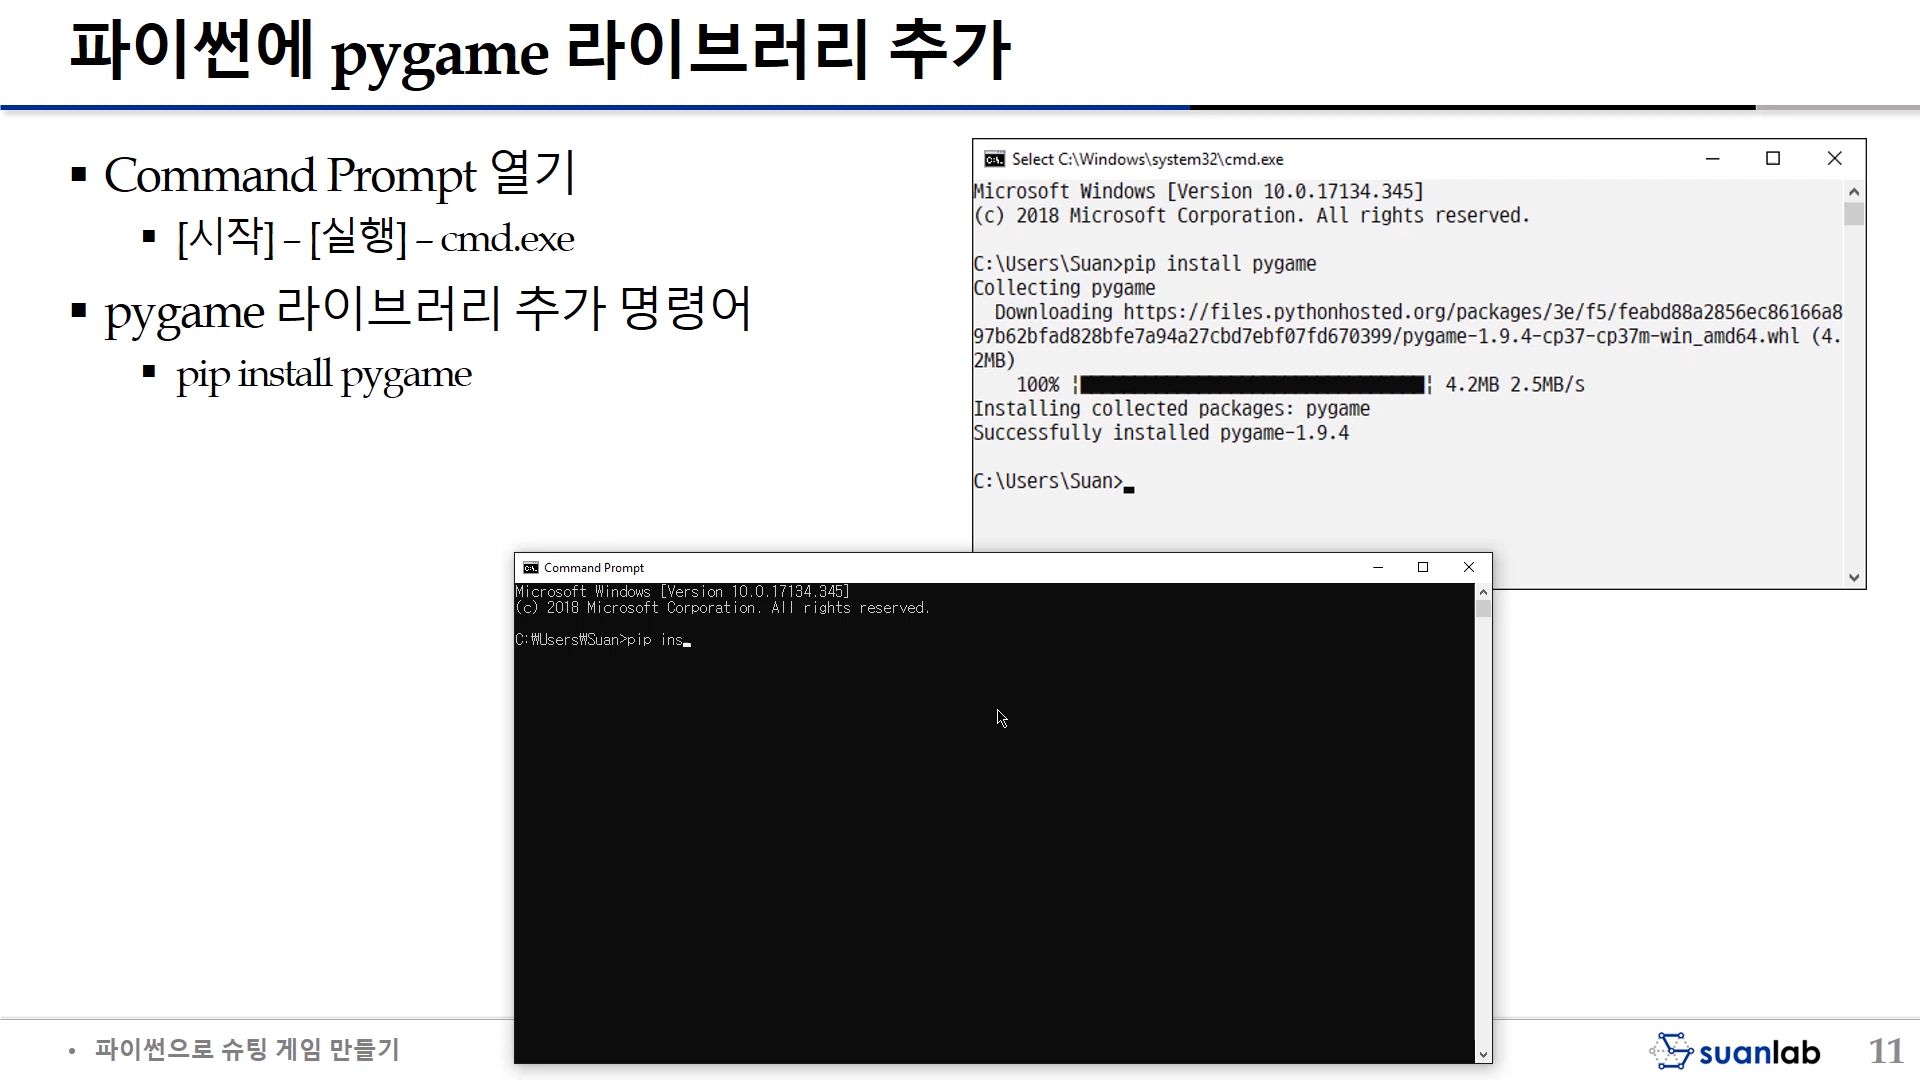 파이썬에 pygame 라이브러리 추가
▪ Command Prompt 열기
▪ [시작] – [실행] – cmd.exe
▪ pygame 라이브러리 추가 명령어
▪ pip install pygame
Select C:\Windows\system32\cmd.exe
Microsoft Windows [Version 10.0.17134.345]
(c) 2018 Microsoft Corporation. All rights reserved.
C:\Users\Suan>pip install pygame
Collecting pygame
Downloading https://files.pythonhosted.org/packages/3e/f5/feabd88a2856ec86166a8
97b62bfad828bfe7a94a27cbd7ebf07fd670399/pygame-1.9.4-cp37-cp37m-win_amd64.whl (4.
2MB)
100% |████████████████████████████████| 4.2MB 2.5MB/s
Installing collected packages: pygame
Successfully installed pygame-1.9.4
C:\Users\Suan>
Command Prompt
Microsoft Windows [Version 10.0.17134.345]
(c) 2018 Microsoft Corporation. All rights reserved.
C:₩Users₩Suan>pip ins
• 파이썬으로 슈팅 게임 만들기
suanlab
11